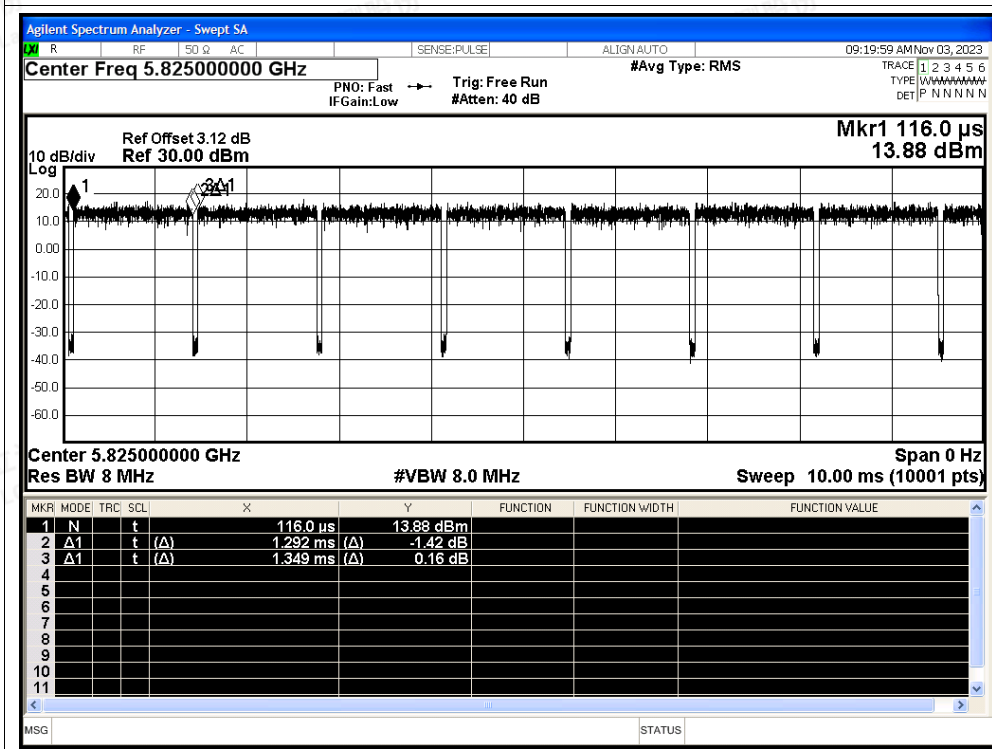 Agilent Spectrum Analyzer - Swept SA
LXI R RF 50 Ω AC SENSE:PULSE ALIGN AUTO 09:19:59 AM Nov 03, 2023
Center Freq 5.825000000 GHz #Avg Type: RMS TRACE 1 2 3 4 5 6
PNO: Fast Trig: Free Run TYPE WWWWWW
IFGain:Low #Atten: 40 dB DET P N N N N N
Mkr1 116.0 µs
Ref Offset 3.12 dB
10 dB/div Ref 30.00 dBm 13.88 dBm
Log
1 3Δ1
20.0
10.0
0.00
-10.0
-20.0
-30.0
-40.0
-50.0
-60.0
Center 5.825000000 GHz Span 0 Hz
Res BW 8 MHz #VBW 8.0 MHz Sweep 10.00 ms (10001 pts)
MKR MODE TRC SCL X Y FUNCTION FUNCTION WIDTH FUNCTION VALUE
1 N t 116.0 µs 13.88 dBm
2 Δ1 t (Δ) 1.292 ms (Δ) -1.42 dB
3 Δ1 t (Δ) 1.349 ms (Δ) 0.16 dB
4
5
6
7
8
9
10
11
MSG STATUS